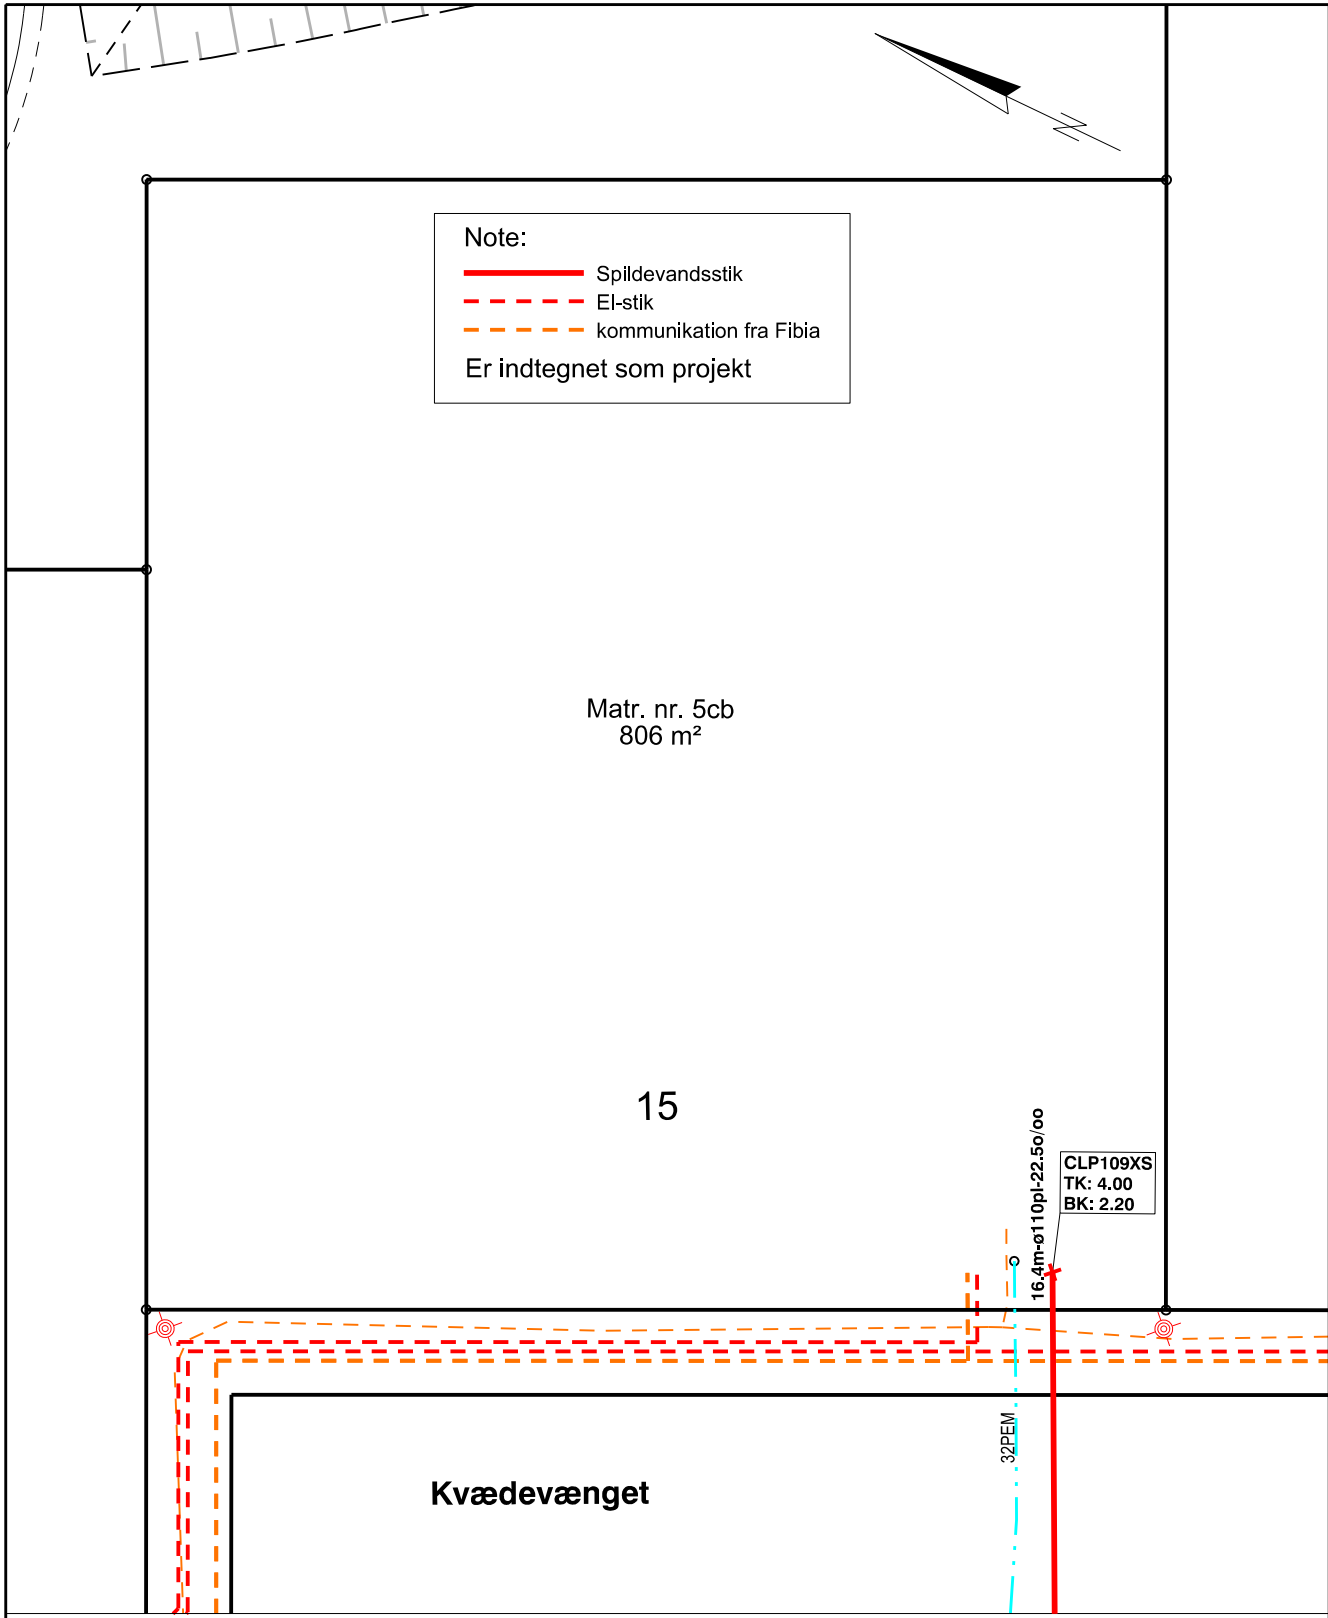 N
Note:
Spildevandsstik
El-stik
kommunikation fra Fibia
Er indtegnet som projekt
Matr. nr. 5cb
806 m²
15
16.4m-ø110pl-22.5o/oo
CLP109XS
TK: 4.00
BK: 2.20
32PEM
Kvædevænget